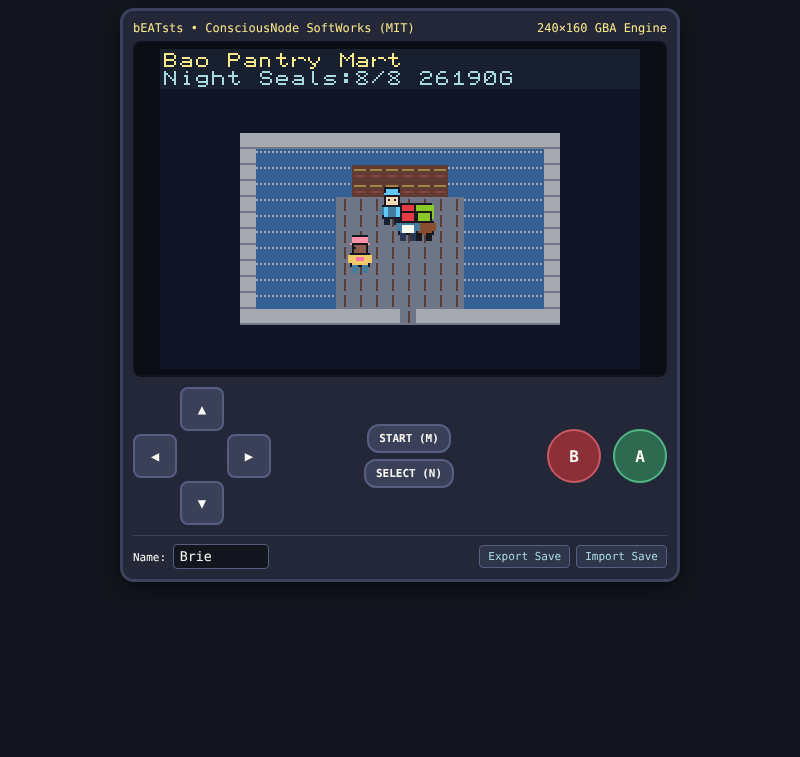 bEATsts • ConsciousNode SoftWorks (MIT)
240×160 GBA Engine
Bao Pantry Mart
Night Seals:8/8 26190G
▲
◀
▶
▼
START (M)
SELECT (N)
B
A
Name:
Brie
Export Save
Import Save